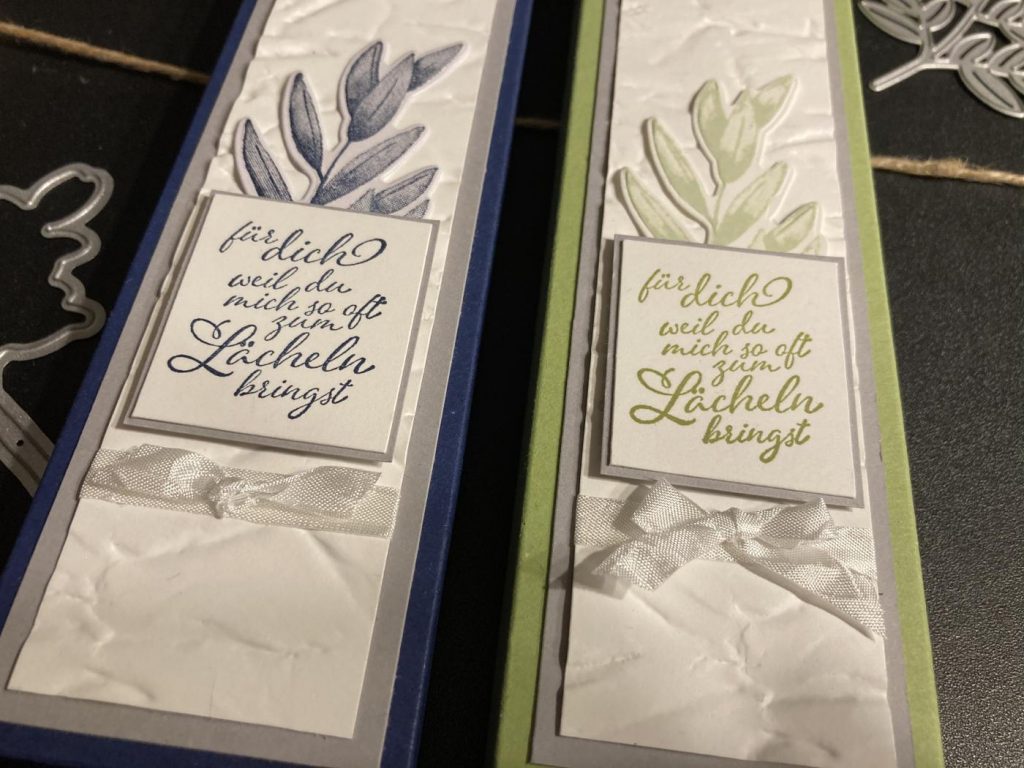 für dich
weil du
mich so oft
zum
Lächeln
bringst
für dich
weil du
mich so oft
zum
Lächeln
bringst